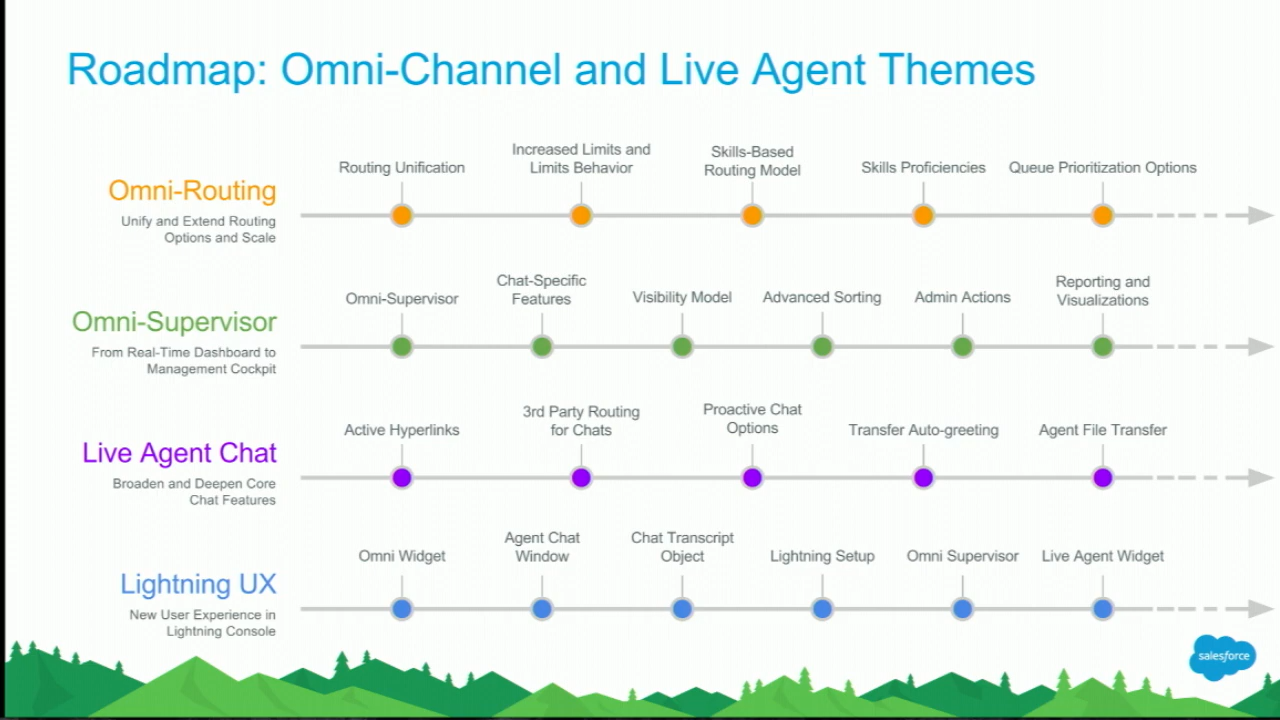 Roadmap: Omni-Channel and Live Agent Themes
Omni-Routing
Unify and Extend Routing
Options and Scale
Routing Unification
Increased Limits and
Limits Behavior
Skills-Based
Routing Model
Skills Proficiencies
Queue Prioritization Options
Omni-Supervisor
From Real-Time Dashboard to
Management Cockpit
Omni-Supervisor
Chat-Specific
Features
Visibility Model
Advanced Sorting
Admin Actions
Reporting and
Visualizations
Live Agent Chat
Broaden and Deepen Core
Chat Features
Active Hyperlinks
3rd Party Routing
for Chats
Proactive Chat
Options
Transfer Auto-greeting
Agent File Transfer
Lightning UX
New User Experience in
Lightning Console
Omni Widget
Agent Chat
Window
Chat Transcript
Object
Lightning Setup
Omni Supervisor
Live Agent Widget
salesforce